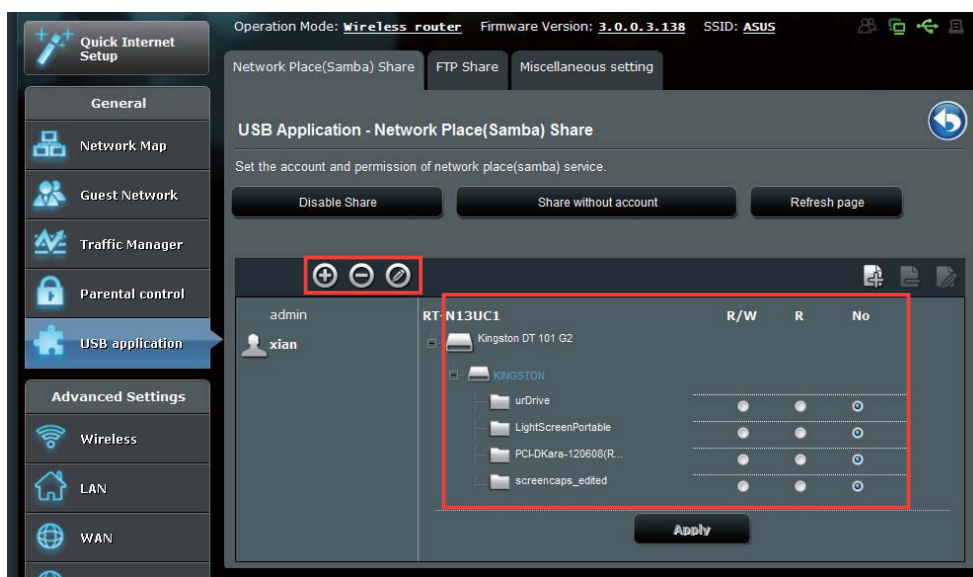 Quick Internet
Setup
General
Network Map
Guest Network
Traffic Manager
Parental control
USB application
Advanced Settings
Wireless
LAN
WAN
Operation Mode: Wireless router Firmware Version: 3.0.0.3.138 SSID: ASUS
Network Place(Samba) Share FTP Share Miscellaneous setting
USB Application - Network Place(Samba) Share
Set the account and permission of network place(samba) service.
Disable Share Share without account Refresh page
admin
xian
RT-N13UC1 R/W R No
Kingston DT 101 G2
KINGSTON
urDrive
LightScreenPortable
PCI-DKara-120608(R...
screencaps_edited
Apply